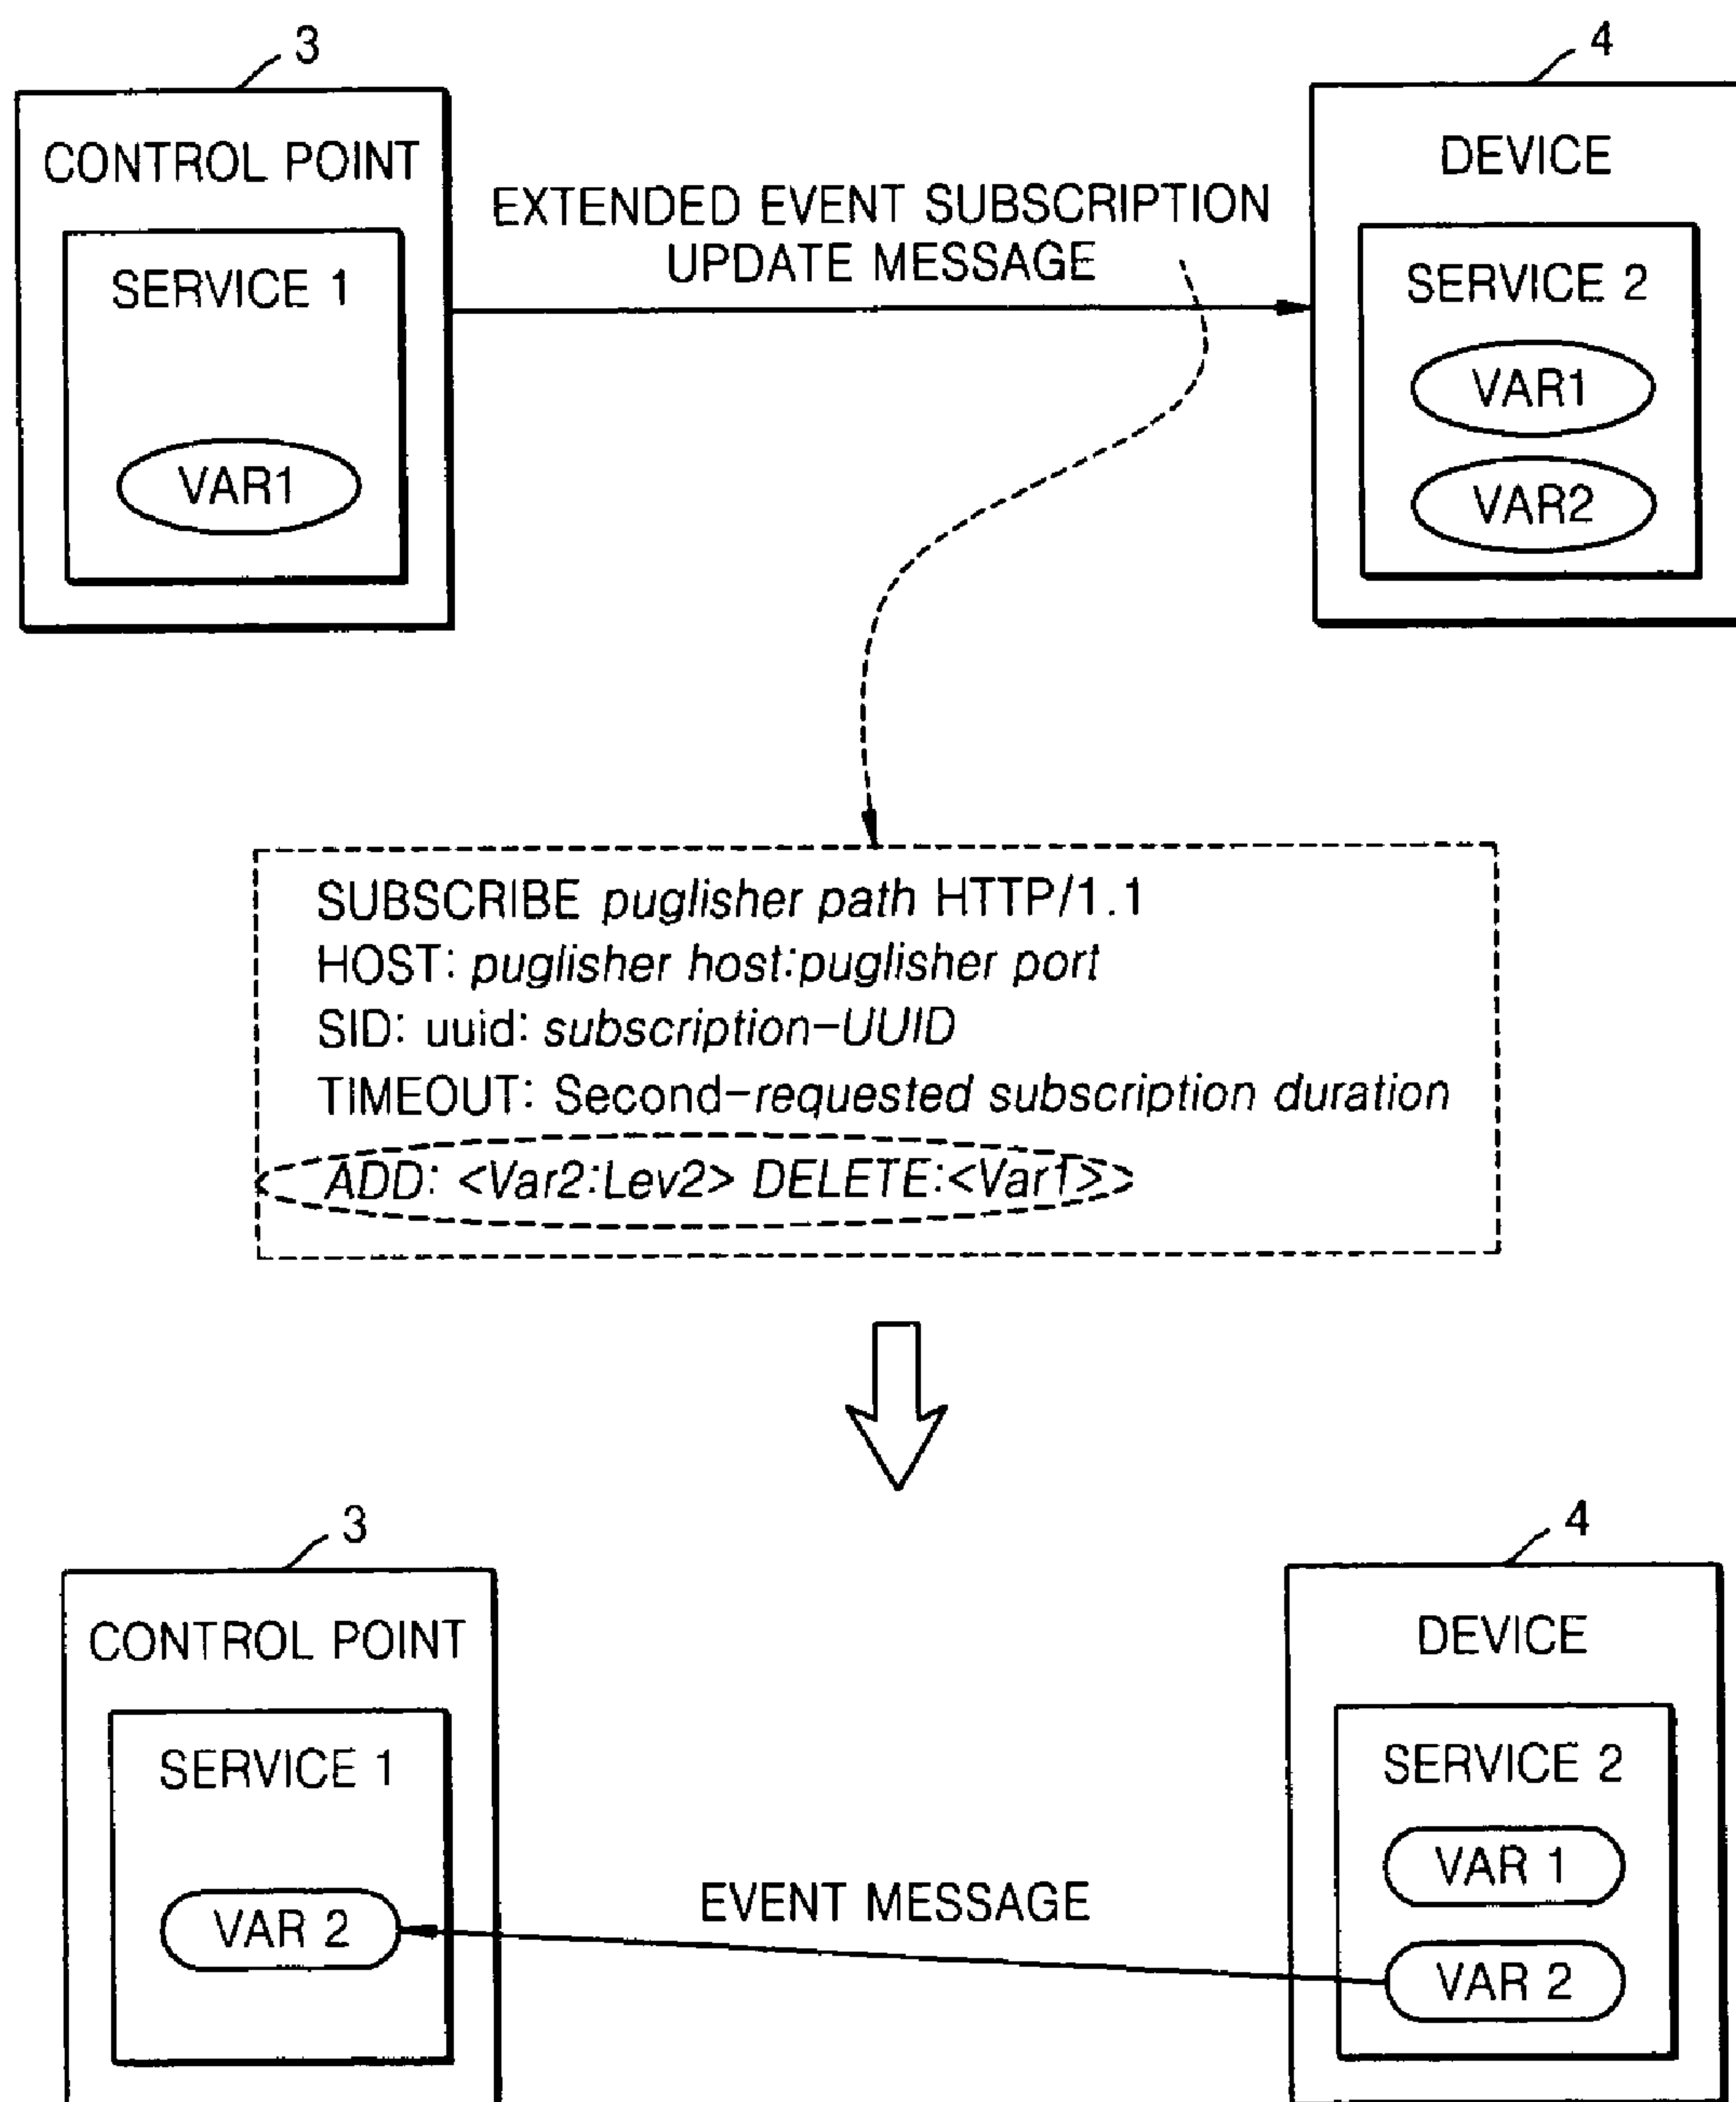 3
4
CONTROL POINT
DEVICE
EXTENDED EVENT SUBSCRIPTION
UPDATE MESSAGE
SERVICE 1
SERVICE 2
VAR1
VAR1
VAR2
SUBSCRIBE puglisher path HTTP/1.1
HOST: puglisher host:puglisher port
SID: uuid: subscription-UUID
TIMEOUT: Second-requested subscription duration
ADD: <Var2:Lev2> DELETE:<Var1>
3
4
CONTROL POINT
DEVICE
SERVICE 1
SERVICE 2
VAR 1
EVENT MESSAGE
VAR 2
VAR 2